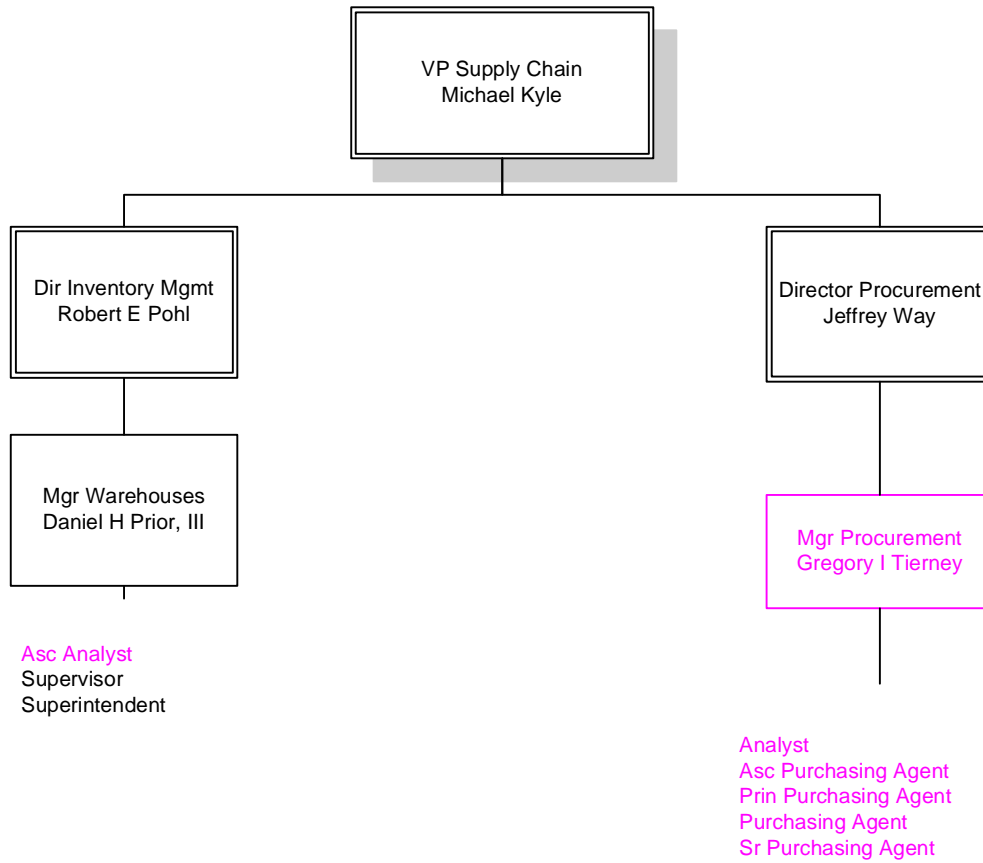 VP Supply Chain
Michael Kyle
Dir Inventory Mgmt
Robert E Pohl
Director Procurement
Jeffrey Way
Mgr Warehouses
Daniel H Prior, III
Mgr Procurement
Gregory I Tierney
Asc Analyst
Supervisor
Superintendent
Analyst
Asc Purchasing Agent
Prin Purchasing Agent
Purchasing Agent
Sr Purchasing Agent